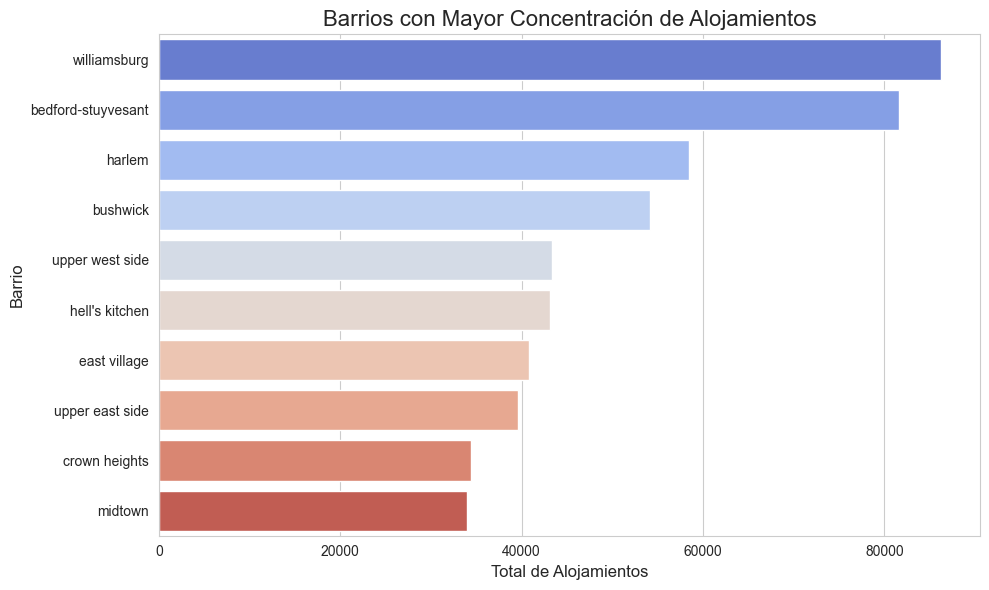 Barrios con Mayor Concentración de Alojamientos
williamsburg
bedford-stuyvesant
harlem
bushwick
upper west side
hell's kitchen
east village
upper east side
crown heights
midtown
Barrio
0 20000 40000 60000 80000
Total de Alojamientos